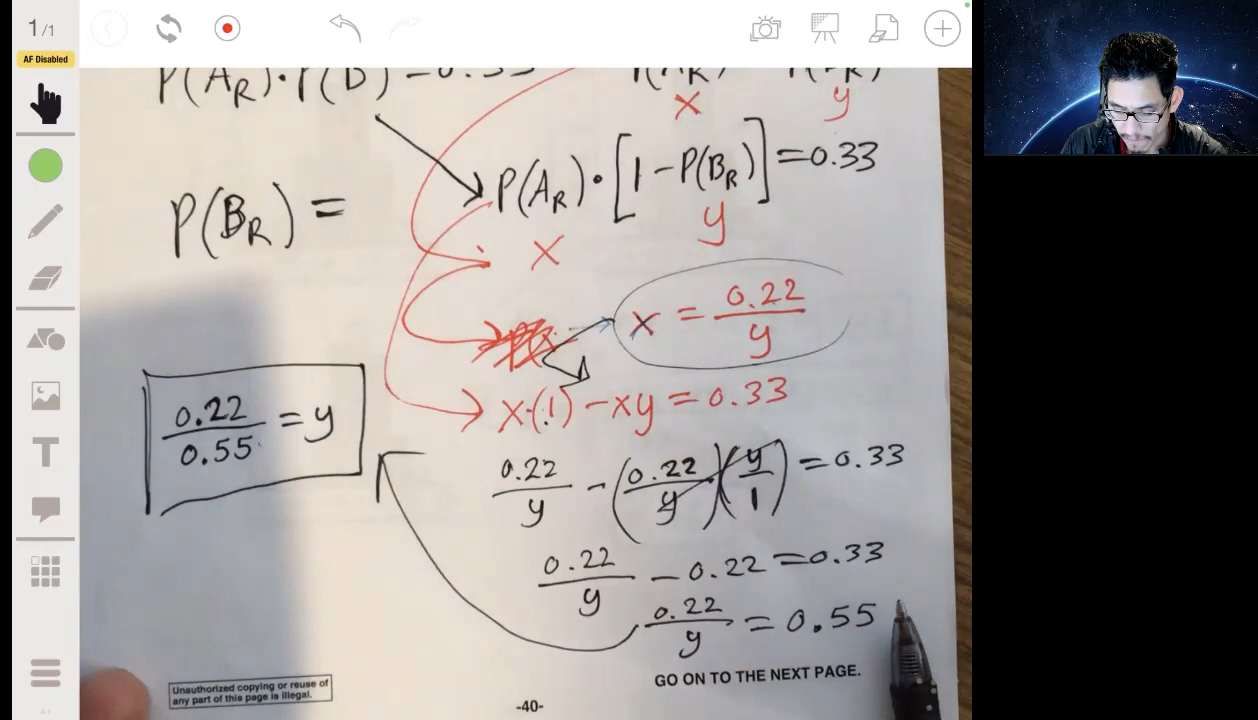 1/1
AF Disabled
P(A_R)·P(B) = 0.33
x y
P(A_R)·[1-P(B_R)]=0.33
y
P(B_R) =
x
x = 0.22/y
x·(1) - xy = 0.33
0.22/0.55 = y
0.22/y - (0.22/y)(y/1) = 0.33
0.22/y - 0.22 = 0.33
0.22/y = 0.55
GO ON TO THE NEXT PAGE.
Unauthorized copying or reuse of
any part of this page is illegal.
-40-
T